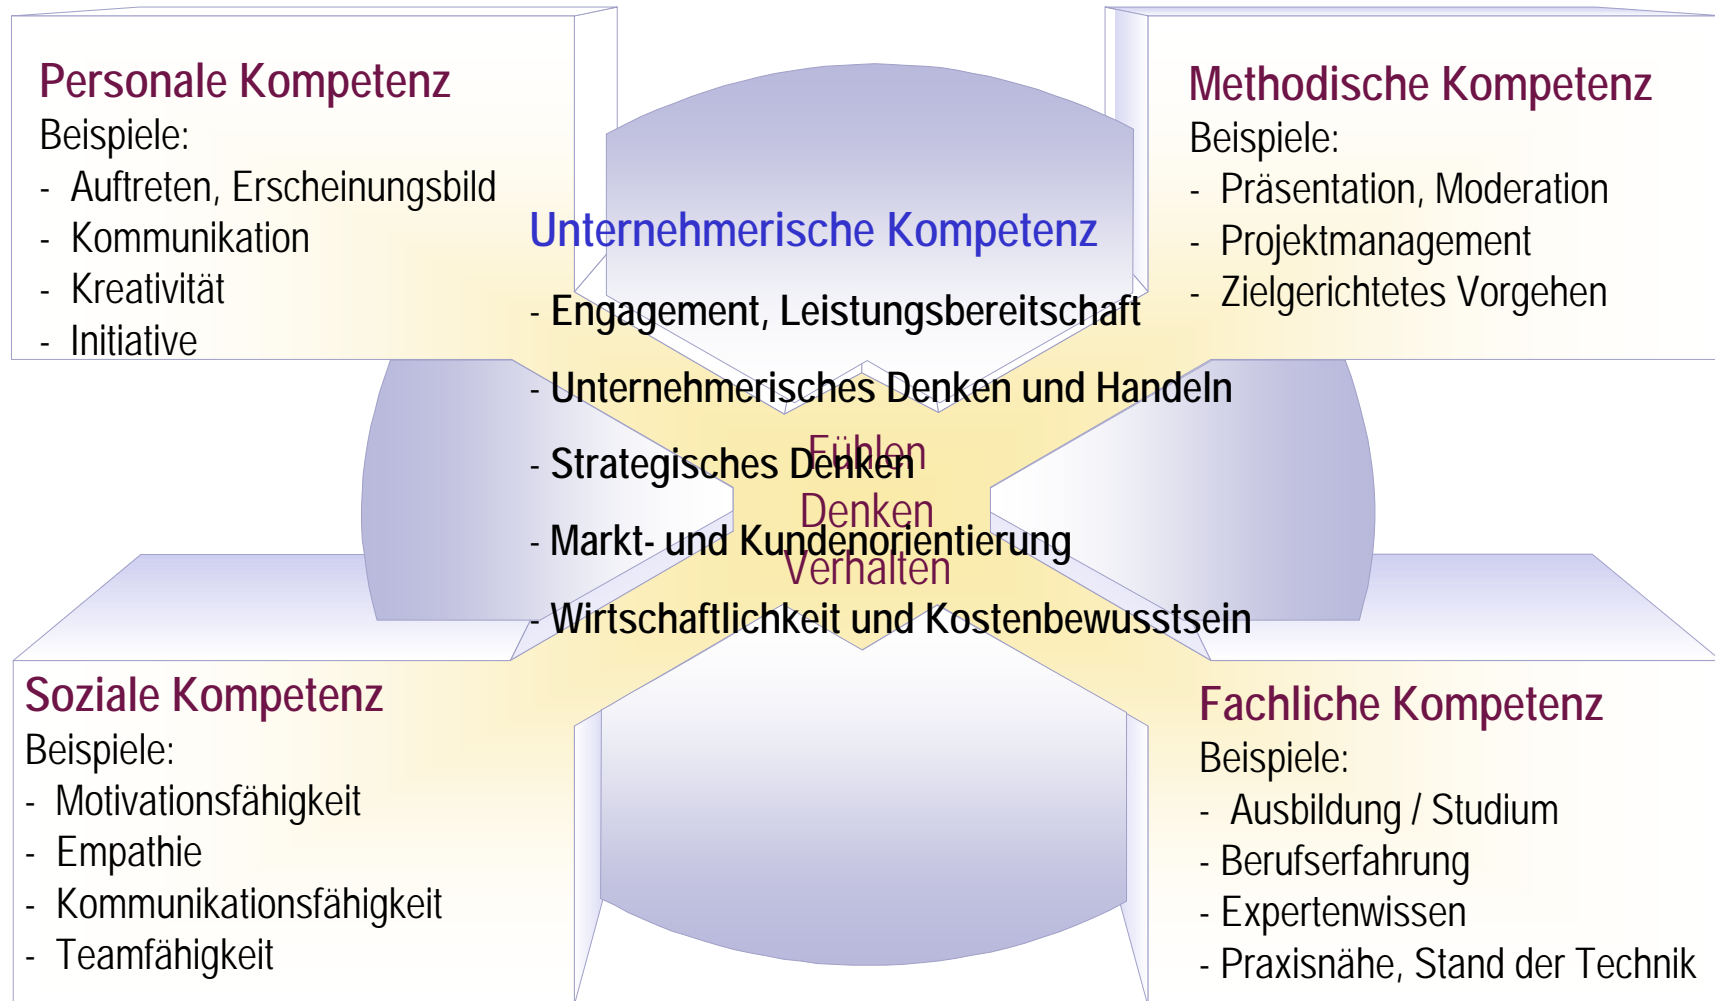 Personale Kompetenz
Beispiele:
- Auftreten, Erscheinungsbild
- Kommunikation
- Kreativität
- Initiative
Methodische Kompetenz
Beispiele:
- Präsentation, Moderation
- Projektmanagement
- Zielgerichtetes Vorgehen
Unternehmerische Kompetenz
- Engagement, Leistungsbereitschaft
- Unternehmerisches Denken und Handeln
- Strategisches Denken
- Markt- und Kundenorientierung
- Wirtschaftlichkeit und Kostenbewusstsein
Fühlen
Denken
Verhalten
Soziale Kompetenz
Beispiele:
- Motivationsfähigkeit
- Empathie
- Kommunikationsfähigkeit
- Teamfähigkeit
Fachliche Kompetenz
Beispiele:
- Ausbildung / Studium
- Berufserfahrung
- Expertenwissen
- Praxisnähe, Stand der Technik